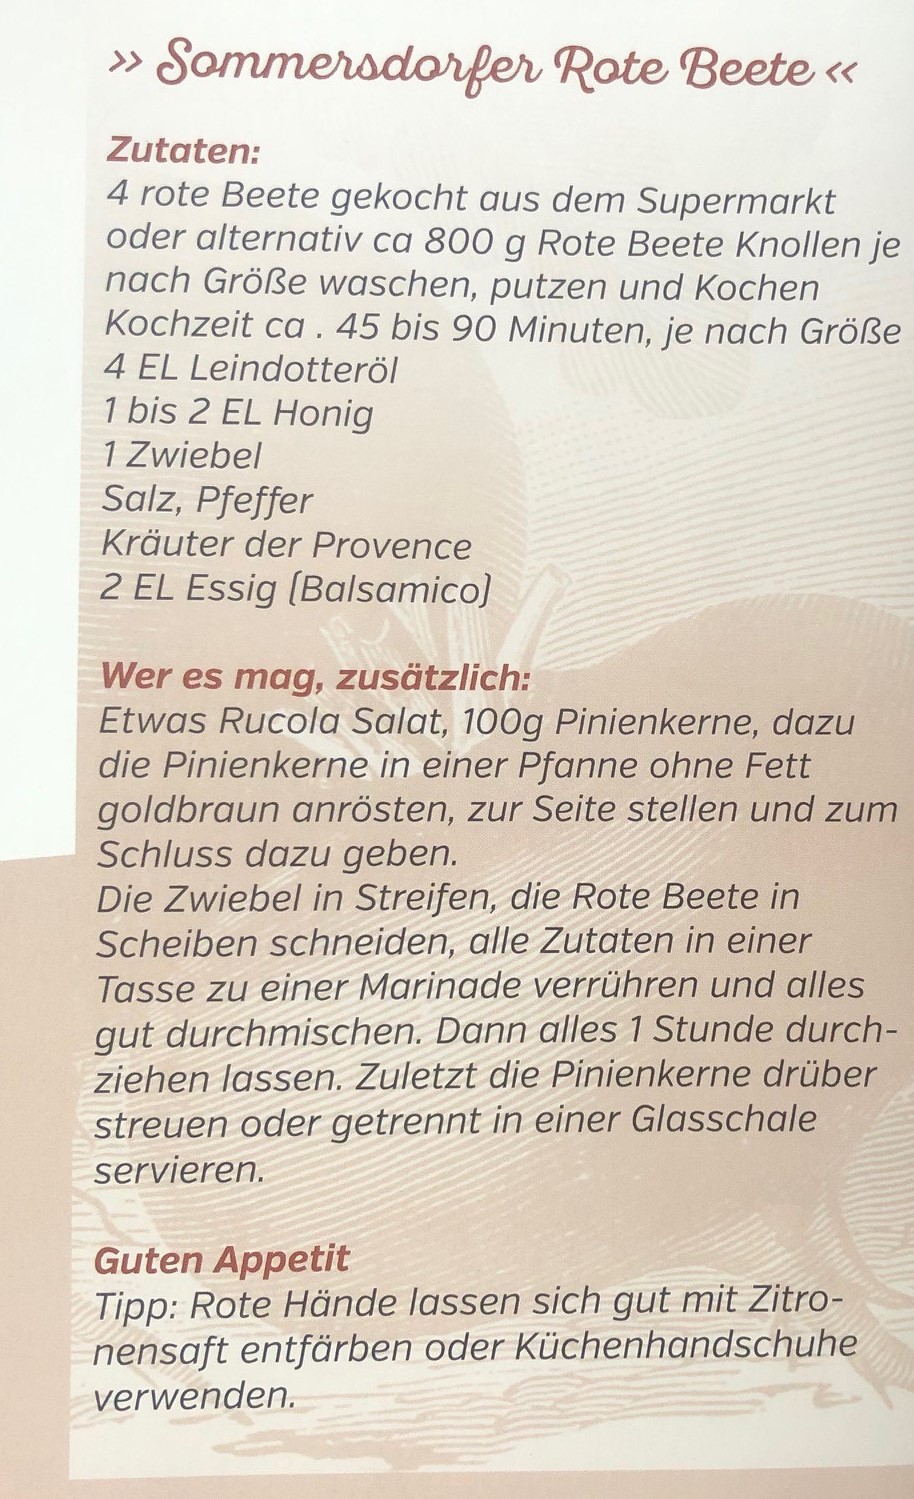 ›› Sommersdorfer Rote Beete ‹‹
Zutaten:
4 rote Beete gekocht aus dem Supermarkt
oder alternativ ca 800 g Rote Beete Knollen je
nach Größe waschen, putzen und Kochen
Kochzeit ca . 45 bis 90 Minuten, je nach Größe
4 EL Leindotteröl
1 bis 2 EL Honig
1 Zwiebel
Salz, Pfeffer
Kräuter der Provence
2 EL Essig (Balsamico)
Wer es mag, zusätzlich:
Etwas Rucola Salat, 100g Pinienkerne, dazu
die Pinienkerne in einer Pfanne ohne Fett
goldbraun anrösten, zur Seite stellen und zum
Schluss dazu geben.
Die Zwiebel in Streifen, die Rote Beete in
Scheiben schneiden, alle Zutaten in einer
Tasse zu einer Marinade verrühren und alles
gut durchmischen. Dann alles 1 Stunde durch-
ziehen lassen. Zuletzt die Pinienkerne drüber
streuen oder getrennt in einer Glasschale
servieren.
Guten Appetit
Tipp: Rote Hände lassen sich gut mit Zitro-
nensaft entfärben oder Küchenhandschuhe
verwenden.